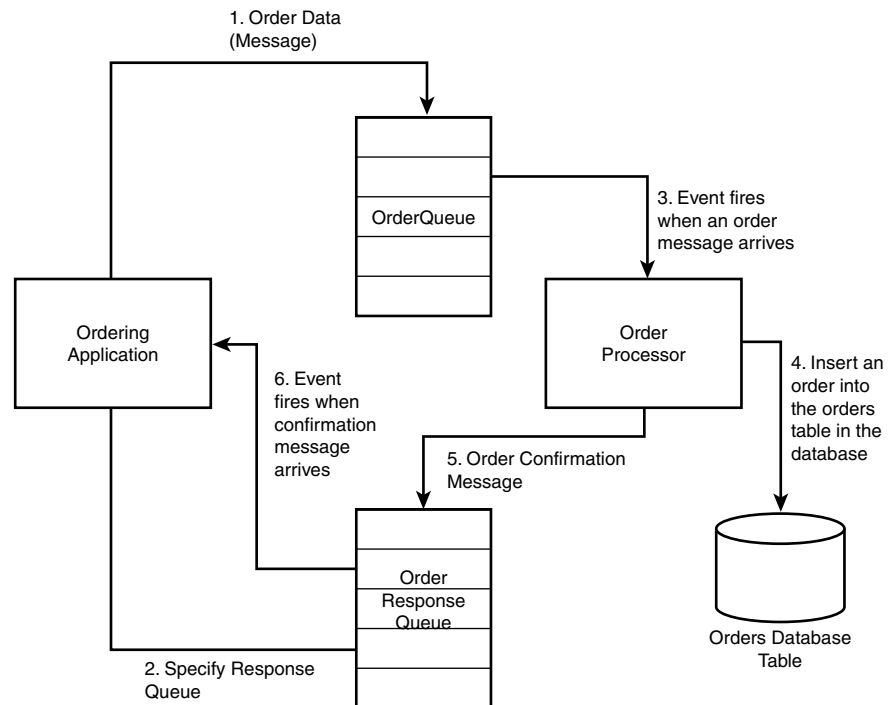 1. Order Data
(Message)
OrderQueue
3. Event fires
when an order
message arrives
Ordering
Application
Order
Processor
4. Insert an
order into
the orders
table in the
database
6. Event
fires when
confirmation
message
arrives
5. Order Confirmation
Message
Order
Response
Queue
Orders Database
Table
2. Specify Response
Queue